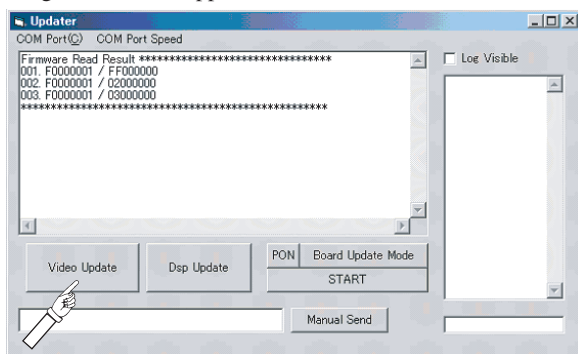 Updater
COM Port(C) COM Port Speed
Firmware Read Result ********************************
001. F0000001 / FF000000
002. F0000001 / 02000000
003. F0000001 / 03000000
***************************************************
Log Visible
Video Update
Dsp Update
PON
Board Update Mode
START
Manual Send